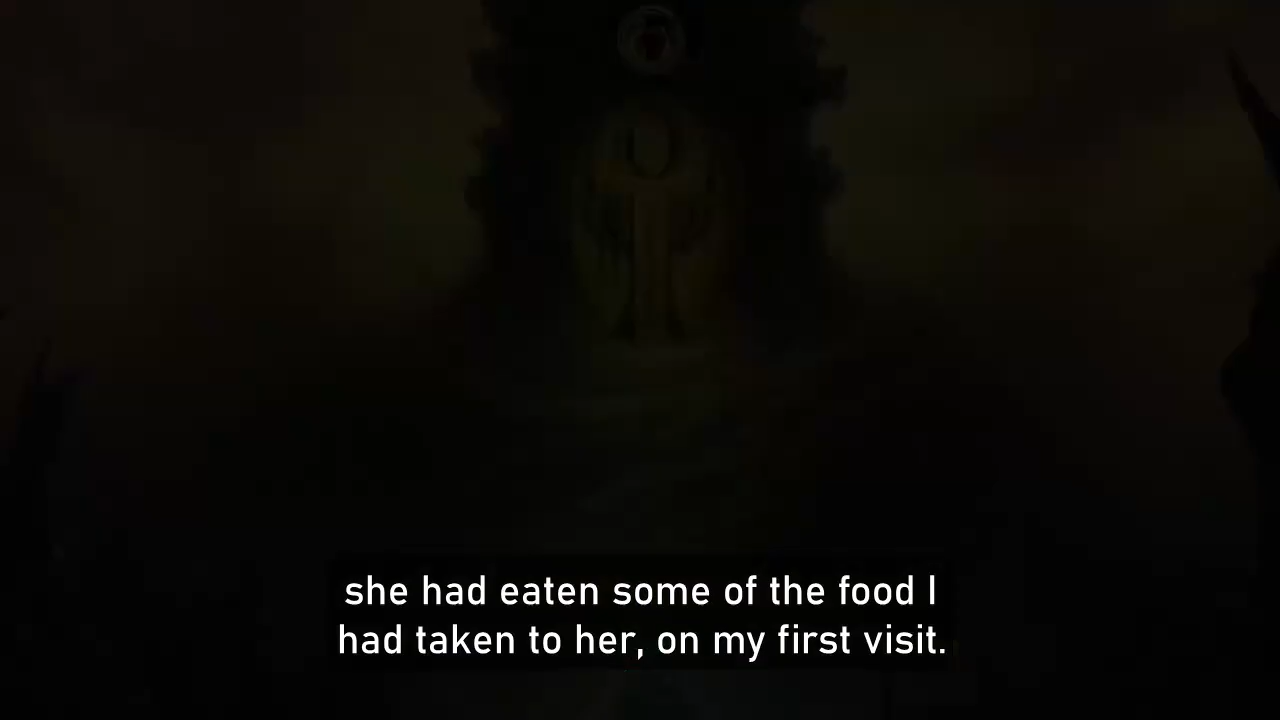 she had eaten some of the food I
had taken to her, on my first visit.